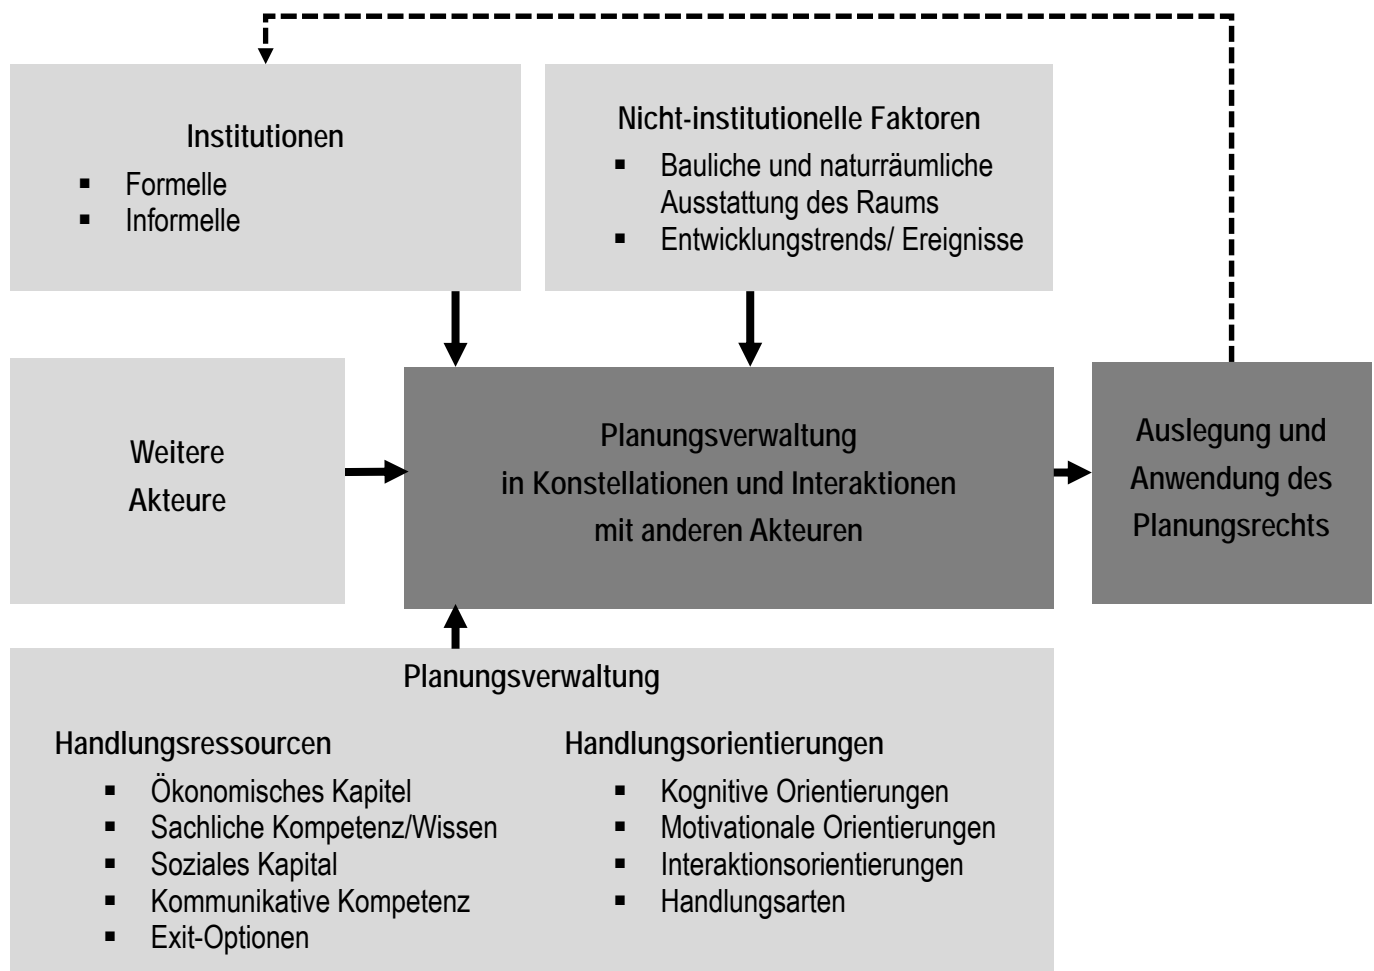 Institutionen
▪ Formelle
▪ Informelle
Nicht-institutionelle Faktoren
▪ Bauliche und naturräumliche
Ausstattung des Raums
▪ Entwicklungstrends/ Ereignisse
Weitere
Akteure
Planungsverwaltung
in Konstellationen und Interaktionen
mit anderen Akteuren
Auslegung und
Anwendung des
Planungsrechts
Planungsverwaltung
Handlungsressourcen
▪ Ökonomisches Kapitel
▪ Sachliche Kompetenz/Wissen
▪ Soziales Kapital
▪ Kommunikative Kompetenz
▪ Exit-Optionen
Handlungsorientierungen
▪ Kognitive Orientierungen
▪ Motivationale Orientierungen
▪ Interaktionsorientierungen
▪ Handlungsarten